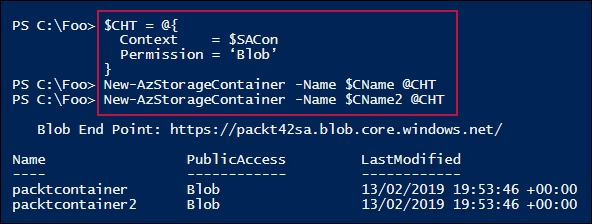 PS C:\Foo> $CHT = @{
Context = $SACon
Permission = ‘Blob’
}
PS C:\Foo> New-AzStorageContainer -Name $CName @CHT
PS C:\Foo> New-AzStorageContainer -Name $CName2 @CHT
Blob End Point: https://packt42sa.blob.core.windows.net/
Name PublicAccess LastModified
---- ------------ ------------
packtcontainer Blob 13/02/2019 19:53:46 +00:00
packtcontainer2 Blob 13/02/2019 19:53:46 +00:00